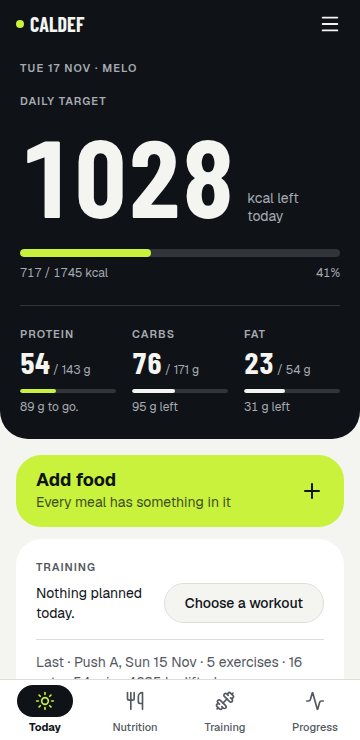 CALDEF
TUE 17 NOV · MELO
DAILY TARGET
1028 kcal left today
717 / 1745 kcal 41%
PROTEIN CARBS FAT
54 / 143 g 76 / 171 g 23 / 54 g
89 g to go. 95 g left 31 g left
Add food
Every meal has something in it
TRAINING
Nothing planned
today.
Choose a workout
Last · Push A, Sun 15 Nov · 5 exercises · 16
Today Nutrition Training Progress